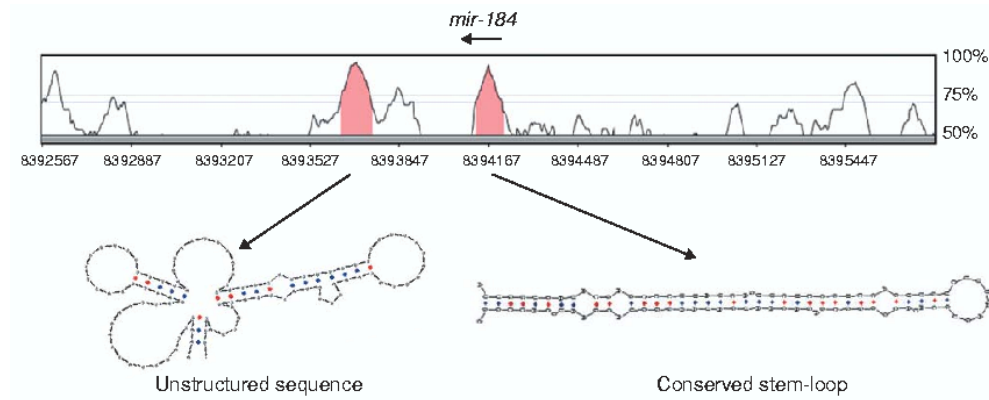 mir-184
100%
75%
50%
8392567 8392887 8393207 8393527 8393847 8394167 8394487 8394807 8395127 8395447
Unstructured sequence Conserved stem-loop